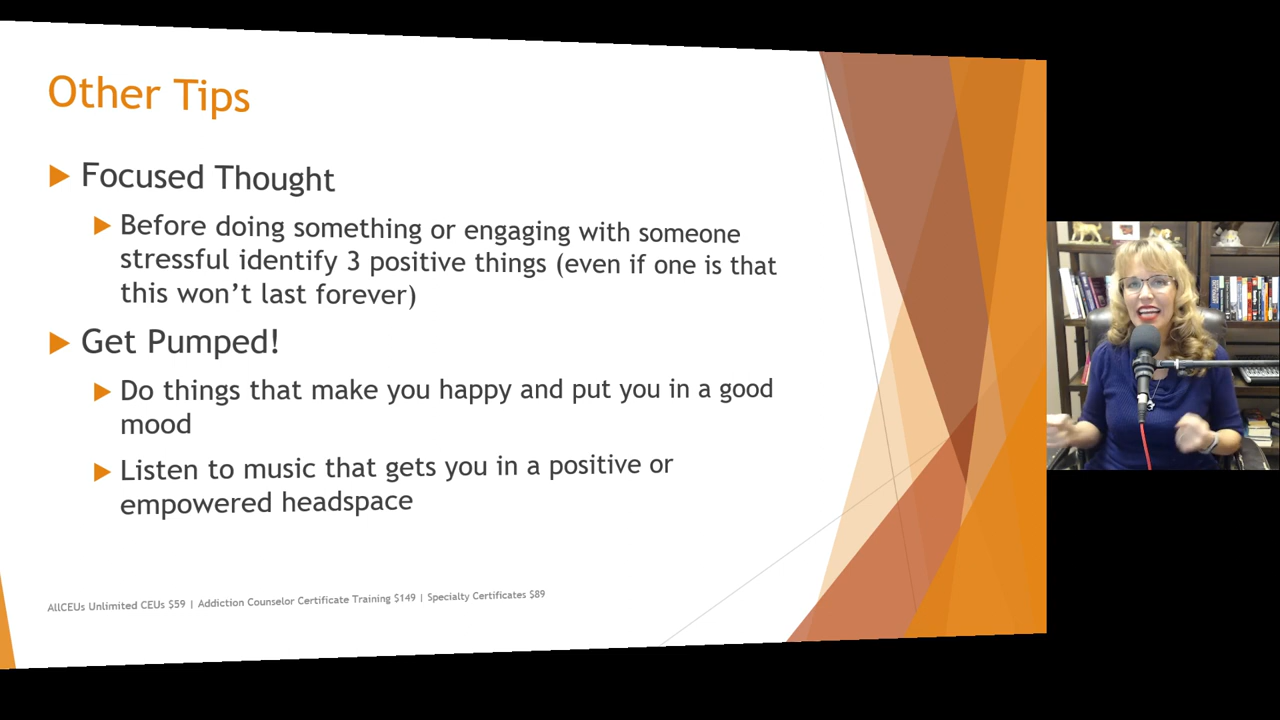 Other Tips
Focused Thought
Before doing something or engaging with someone
stressful identify 3 positive things (even if one is that
this won't last forever)
Get Pumped!
Do things that make you happy and put you in a good
mood
Listen to music that gets you in a positive or
empowered headspace
AllCEUs Unlimited CEUs $59 | Addiction Counselor Certificate Training $149 | Specialty Certificates $89